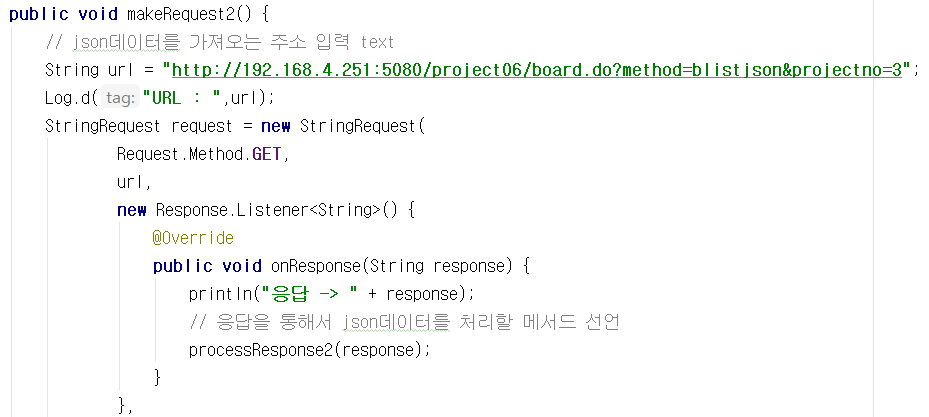 public void makeRequest2() {
// json데이터를 가져오는 주소 입력 text
String url = "http://192.168.4.251:5080/project06/board.do?method=blistjson&projectno=3";
Log.d( tag: "URL : ",url);
StringRequest request = new StringRequest(
Request.Method.GET,
url,
new Response.Listener<String>() {
@Override
public void onResponse(String response) {
println("응답 -> " + response);
// 응답을 통해서 json데이터를 처리할 메서드 선언
processResponse2(response);
}
},